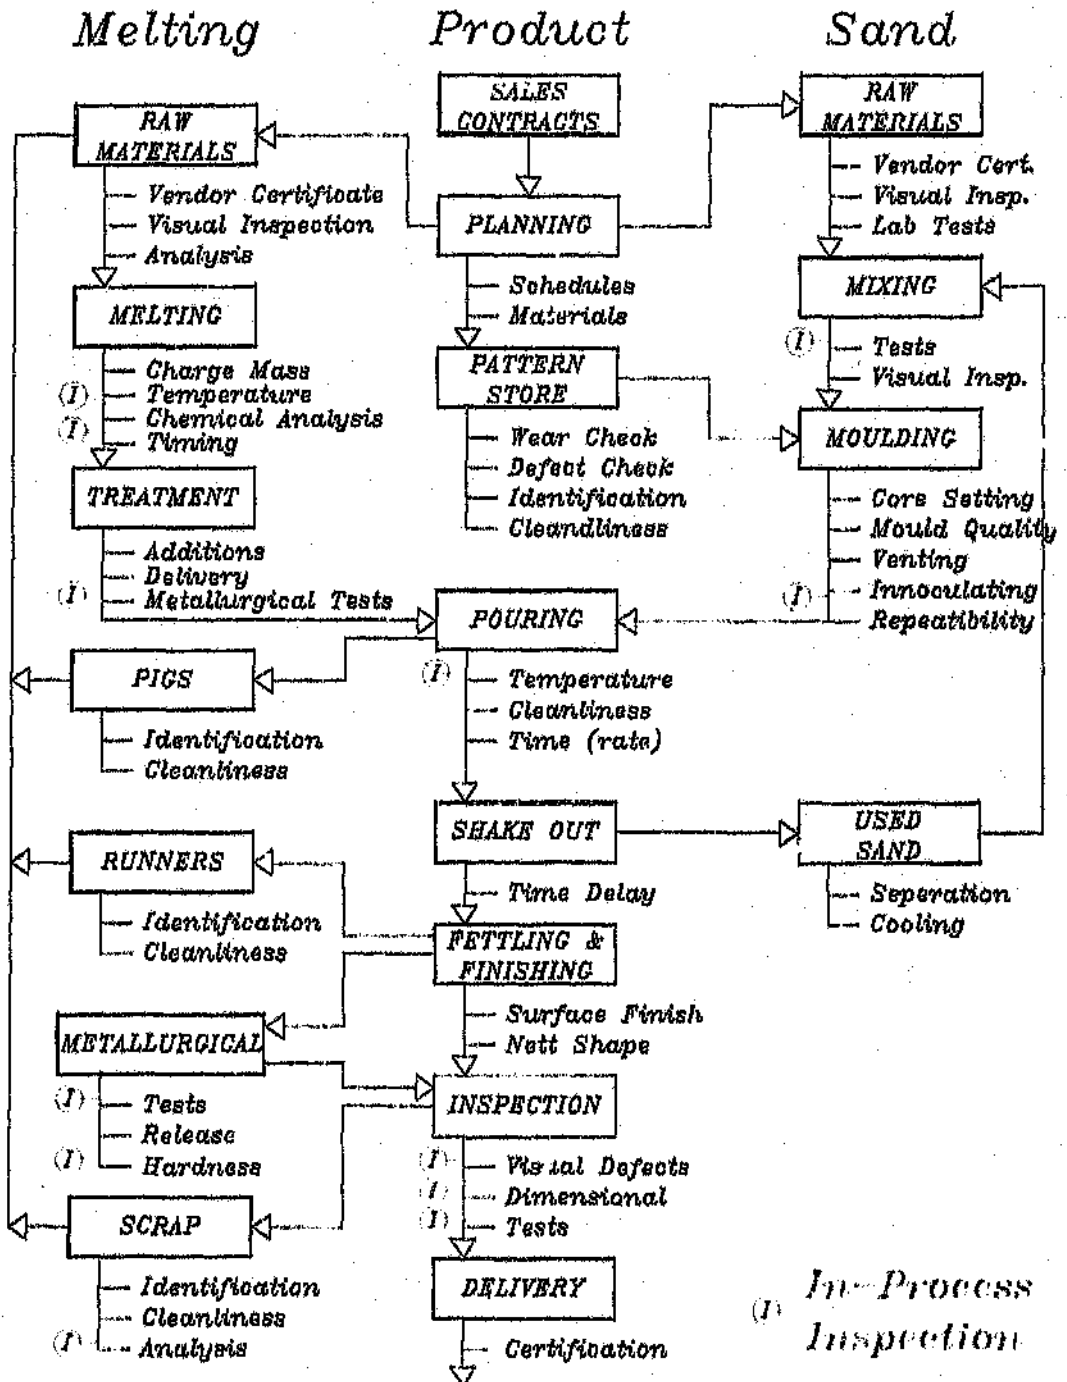 Melting
RAW
MATERIALS
Vendor Certificate
Visual Inspection
Analysis
MELTING
Charge Mass
(I) Temperature
(I) Chemical Analysis
Timing
TREATMENT
Additions
Delivery
(I) Metallurgical Tests
PIGS
Identification
Cleanliness
RUNNERS
Identification
Cleanliness
METALLURGICAL
(I) Tests
Release
(I) Hardness
SCRAP
Identification
Cleanliness
(I) Analysis
Product
SALES
CONTRACTS
PLANNING
Schedules
Materials
PATTERN
STORE
Wear Check
Defect Check
Identification
Cleandliness
POURING
(I) Temperature
Cleanliness
Time (rate)
SHAKE OUT
Time Delay
FETTLING &
FINISHING
Surface Finish
Nett Shape
INSPECTION
(I) Visual Defects
(I) Dimensional
(I) Tests
DELIVERY
Certification
Sand
RAW
MATERIALS
Vendor Cert.
Visual Insp.
Lab Tests
MIXING
(I) Tests
Visual Insp.
MOULDING
Core Setting
Mould Quality
Venting
(I) Innoculating
Repeatibility
USED
SAND
Seperation
Cooling
(I) In-Process
Inspection